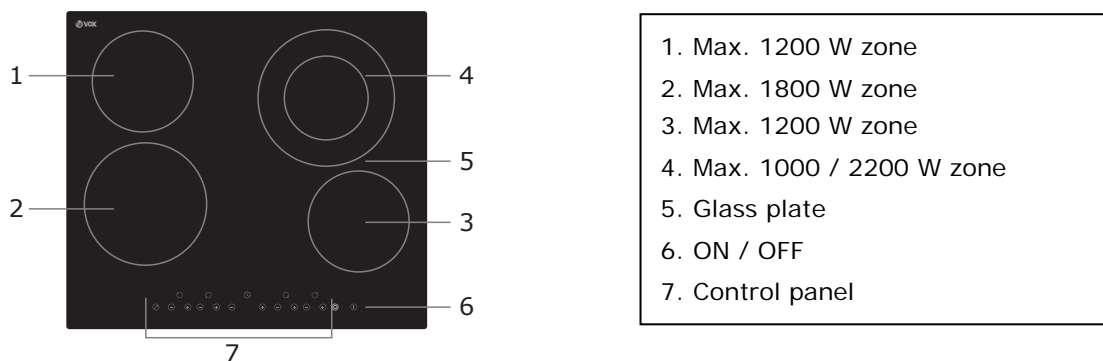 VOX
1
4
5
2
3
6
7
1. Max. 1200 W zone
2. Max. 1800 W zone
3. Max. 1200 W zone
4. Max. 1000 / 2200 W zone
5. Glass plate
6. ON / OFF
7. Control panel